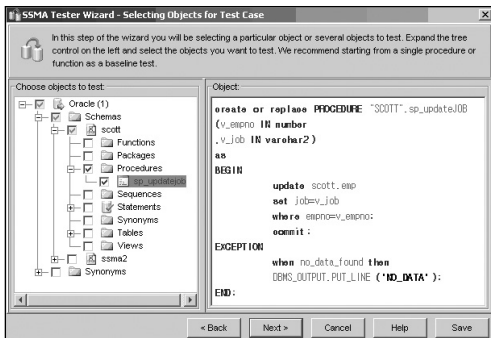 SSMA Tester Wizard - Selecting Objects for Test Case
In this step of the wizard you will be selecting a particular object or several objects to test. Expand the tree
control on the left and select the objects you want to test. We recommend starting from a single procedure or
function as a baseline test.
Choose objects to test:
Oracle (1)
Schemas
scott
Functions
Packages
Procedures
sp_updatejob
Sequences
Statements
Synonyms
Tables
Views
ssma2
Synonyms
Object:
create or replace PROCEDURE "SCOTT".sp_updateJOB
(v_empno IN number
,v_job IN varchar2)
as
BEGIN
update scott.emp
set job=v_job
where empno=v_empno;
commit;
EXCEPTION
when no_data_found then
DBMS_OUTPUT.PUT_LINE ('NO_DATA');
END;
< Back
Next >
Cancel
Help
Save